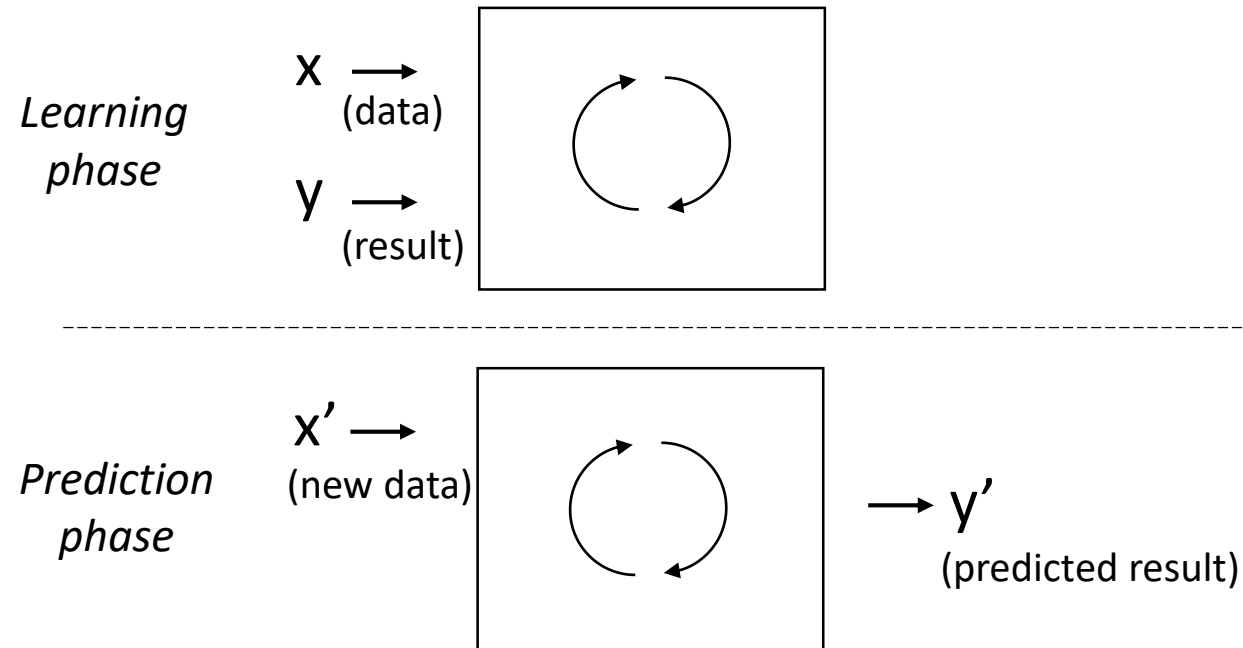 Learning
phase
x
(data)
y
(result)
Prediction
phase
x’
(new data)
y’
(predicted result)